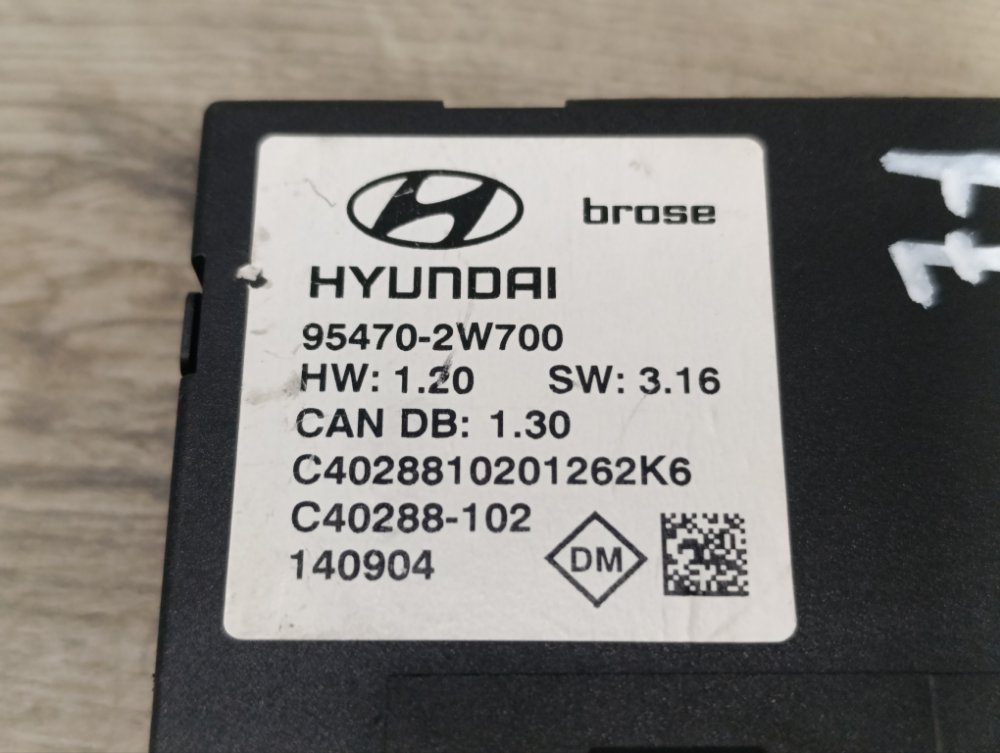 brose
HYUNDAI
95470-2W700
HW: 1.20 SW: 3.16
CAN DB: 1.30
C4028810201262K6
C40288-102
140904
DM